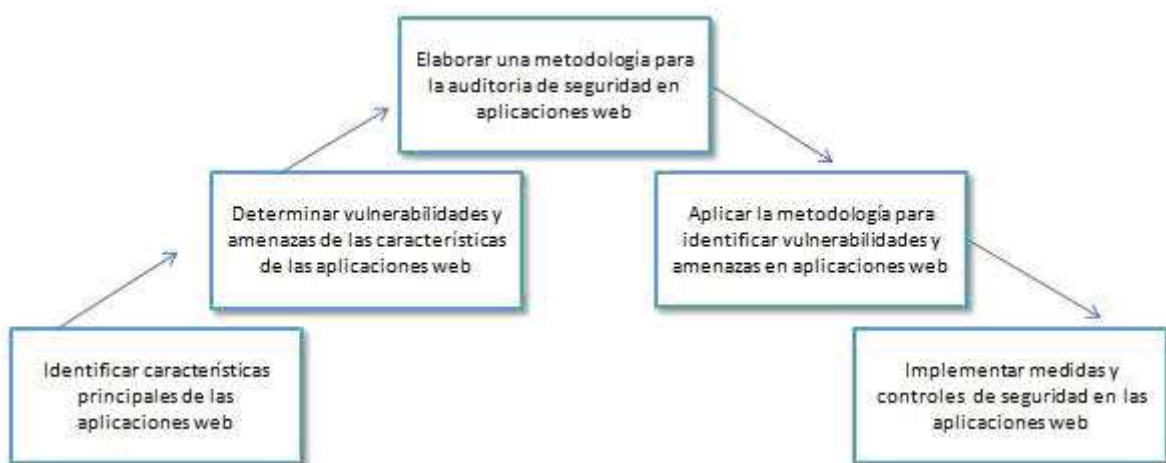 Elaborar una metodologia para
la auditoria de seguridad en
aplicaciones web
Determinar vulnerabilidades y
amenazas de las características
de las aplicaciones web
Aplicar la metodología para
identificar vulnerabilidades y
amenazas en aplicaciones web
Identificar características
principales de las
aplicaciones web
Implementar medidas y
controles de seguridad en las
aplicaciones web